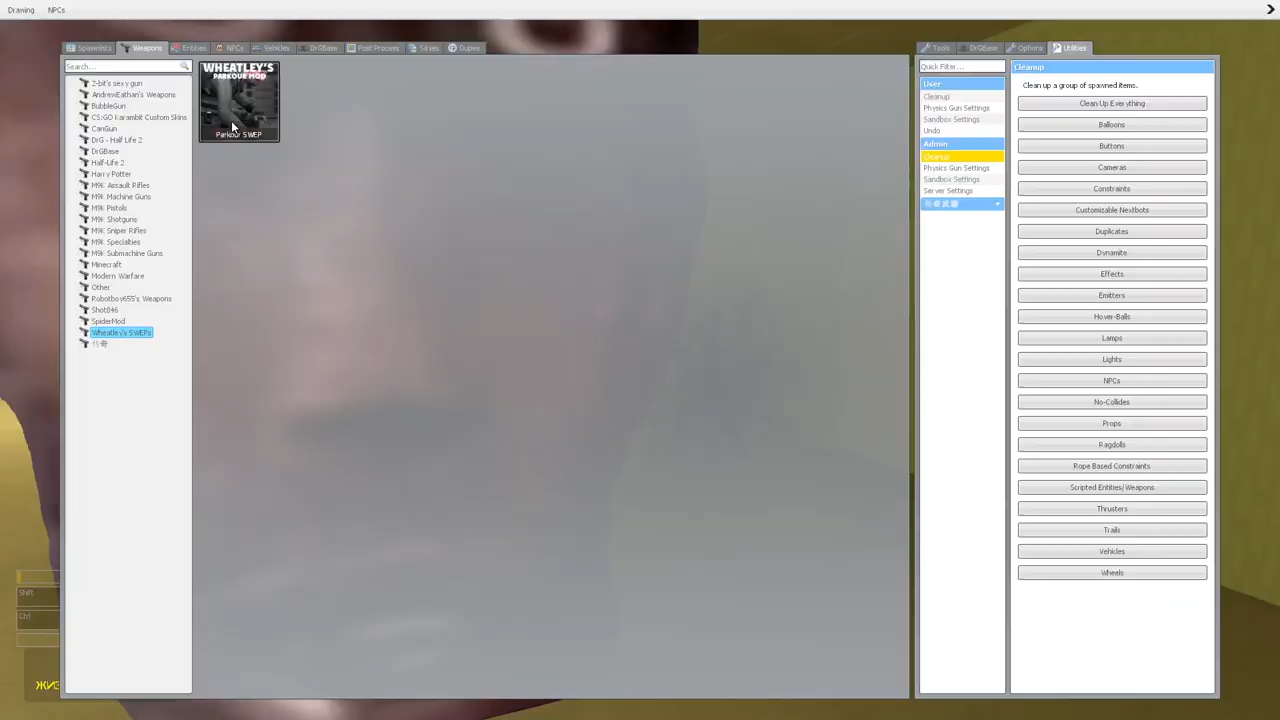 Drawing NPCs
Spawnlists Weapons Entities NPCs Vehicles DrGBase Post Process Saves Dupes
Search...
2-bit's sexy gun
AndrewEathan's Weapons
BubbleGun
CS:GO Karambit Custom Skins
CanGun
DrG - Half Life 2
DrGBase
Half-Life 2
Harry Potter
M9K Assault Rifles
M9K Machine Guns
M9K Pistols
M9K Shotguns
M9K Sniper Rifles
M9K Specialties
M9K Submachine Guns
Minecraft
Modern Warfare
Other
Robotboy655's Weapons
Shot846
SpiderMod
Wheatley's SWEPs
WHEATLEY'S
PARKOUR MOD
Parkour SWEP
Shift
Ctrl
Tools DrGBase Options Utilities
Quick Filter...
User
Cleanup
Physics Gun Settings
Sandbox Settings
Undo
Admin
Cleanup
Physics Gun Settings
Sandbox Settings
Server Settings
Cleanup
Clean up a group of spawned items.
Clean Up Everything
Balloons
Buttons
Cameras
Constraints
Customizable Nextbots
Duplicates
Dynamite
Effects
Emitters
Hover-Balls
Lamps
Lights
NPCs
No-Collides
Props
Ragdolls
Rope Based Constraints
Scripted Entities/Weapons
Thrusters
Trails
Vehicles
Wheels